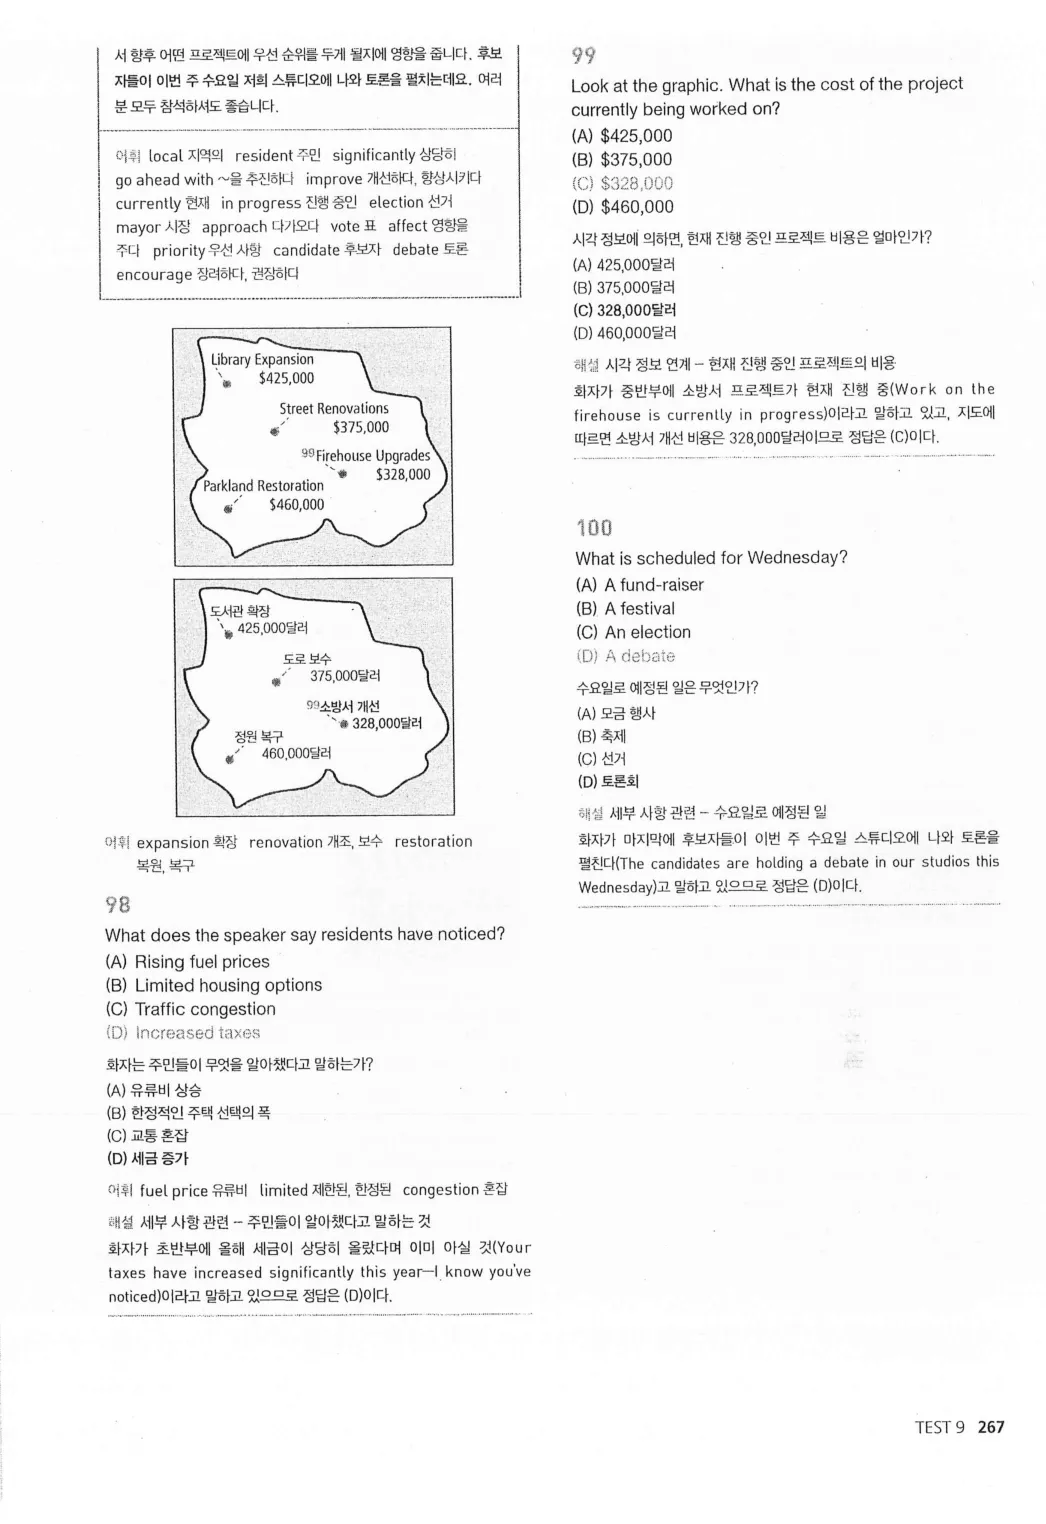 서 향후 어떤 프로젝트에 우선 순위를 두게 될지에 영향을 줍니다. 후보
자들이 이번 주 수요일 저희 스튜디오에 나와 토론을 펼치는데요. 여러
분 모두 참석하셔도 좋습니다.
어휘 local 지역의 resident 주민 significantly 상당히
go ahead with ~을 추진하다 improve 개선하다, 향상시키다
currently 현재 in progress 진행 중인 election 선거
mayor 시장 approach 다가오다 vote 표 affect 영향을
주다 priority 우선 사항 candidate 후보자 debate 토론
encourage 장려하다, 권장하다
Library Expansion
$425,000
Street Renovations
$375,000
99 Firehouse Upgrades
$328,000
Parkland Restoration
$460,000
도서관 확장
425,000달러
도로 보수
375,000달러
99 소방서 개선
328,000달러
정원 복구
460,000달러
어휘 expansion 확장 renovation 개조, 보수 restoration
복원, 복구
98
What does the speaker say residents have noticed?
(A) Rising fuel prices
(B) Limited housing options
(C) Traffic congestion
(D) Increased taxes
화자는 주민들이 무엇을 알아챘다고 말하는가?
(A) 유류비 상승
(B) 한정적인 주택 선택의 폭
(C) 교통 혼잡
(D) 세금 증가
어휘 fuel price 유류비 limited 제한된, 한정된 congestion 혼잡
해설 세부 사항 관련 – 주민들이 알아챘다고 말하는 것
화자가 초반부에 올해 세금이 상당히 올랐다며 이미 아실 것(Your
taxes have increased significantly this year—I know you've
noticed)이라고 말하고 있으므로 정답은 (D)이다.
99
Look at the graphic. What is the cost of the project
currently being worked on?
(A) $425,000
(B) $375,000
(C) $328,000
(D) $460,000
시각 정보에 의하면, 현재 진행 중인 프로젝트 비용은 얼마인가?
(A) 425,000달러
(B) 375,000달러
(C) 328,000달러
(D) 460,000달러
해설 시각 정보 연계 – 현재 진행 중인 프로젝트의 비용
화자가 중반부에 소방서 프로젝트가 현재 진행 중(Work on the
firehouse is currently in progress)이라고 말하고 있고, 지도에
따르면 소방서 개선 비용은 328,000달러이므로 정답은 (C)이다.
100
What is scheduled for Wednesday?
(A) A fund-raiser
(B) A festival
(C) An election
(D) A debate
수요일로 예정된 일은 무엇인가?
(A) 모금 행사
(B) 축제
(C) 선거
(D) 토론회
해설 세부 사항 관련 – 수요일로 예정된 일
화자가 마지막에 후보자들이 이번 주 수요일 스튜디오에 나와 토론을
펼친다(The candidates are holding a debate in our studios this
Wednesday)고 말하고 있으므로 정답은 (D)이다.
TEST 9 267